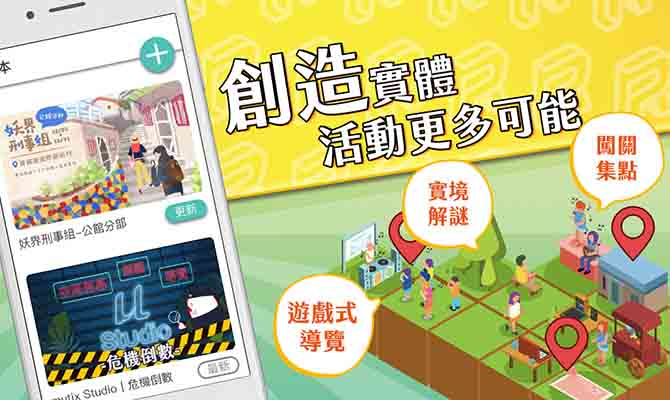 本
妖界
刑事組
妖界刑事組-公館分部
更新
u
Studio
-危機倒數-
utix Studio | 危機倒數
最新
創造實體
活動更多可能
闖關
集點
實境
解謎
遊戲式
導覽